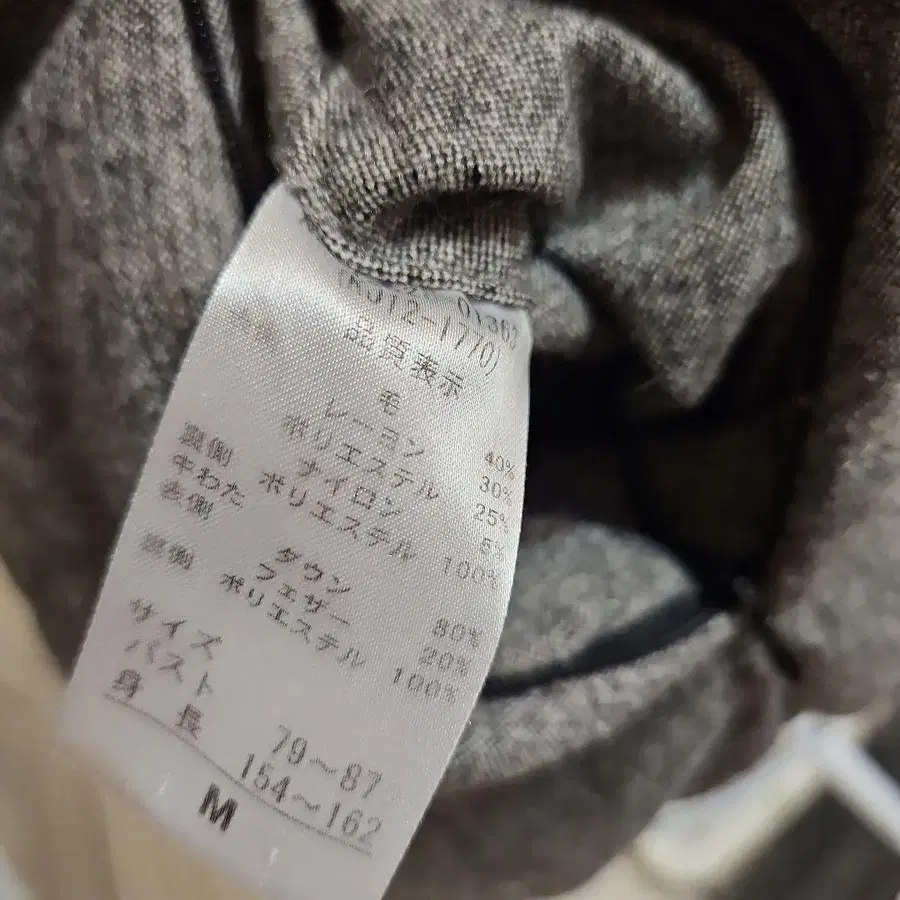 品質表示
毛 40%
レーヨン 30%
ポリエステル 25%
ナイロン 5%
裏側 ポリエステル 100%
中わた
ダウン 80%
フェザー 20%
裏側 ポリエステル 100%
サイズ
バスト 79～87
身長 154～162
M